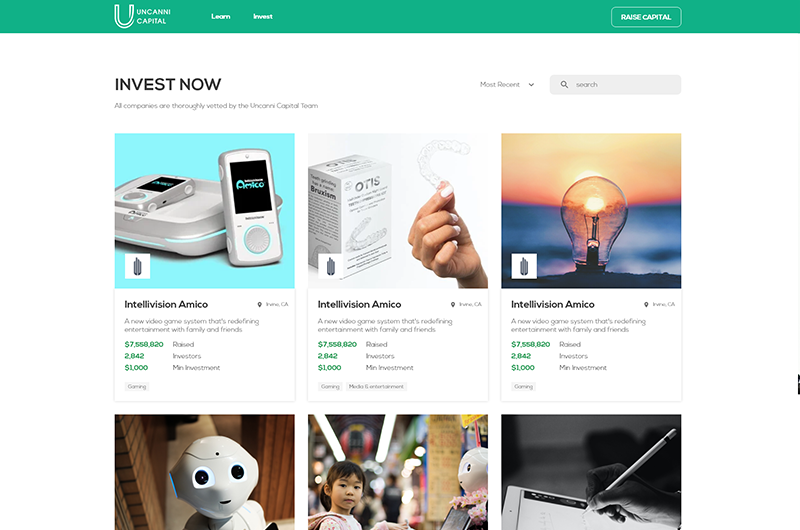 UNCANNI
CAPITAL
Learn
Invest
RAISE CAPITAL
INVEST NOW
Most Recent
search
All companies are thoroughly vetted by the Uncanni Capital Team
Amico
Amico
OTIS
Bruxism
Intellivision Amico
Irvine, CA
A new video game system that's redefining
entertainment with family and friends
$7,558,820 Raised
2,842 Investors
$1,000 Min Investment
Gaming
Intellivision Amico
Irvine, CA
A new video game system that's redefining
entertainment with family and friends
$7,558,820 Raised
2,842 Investors
$1,000 Min Investment
Gaming
Media & entertainment
Intellivision Amico
Irvine, CA
A new video game system that's redefining
entertainment with family and friends
$7,558,820 Raised
2,842 Investors
$1,000 Min Investment
Gaming